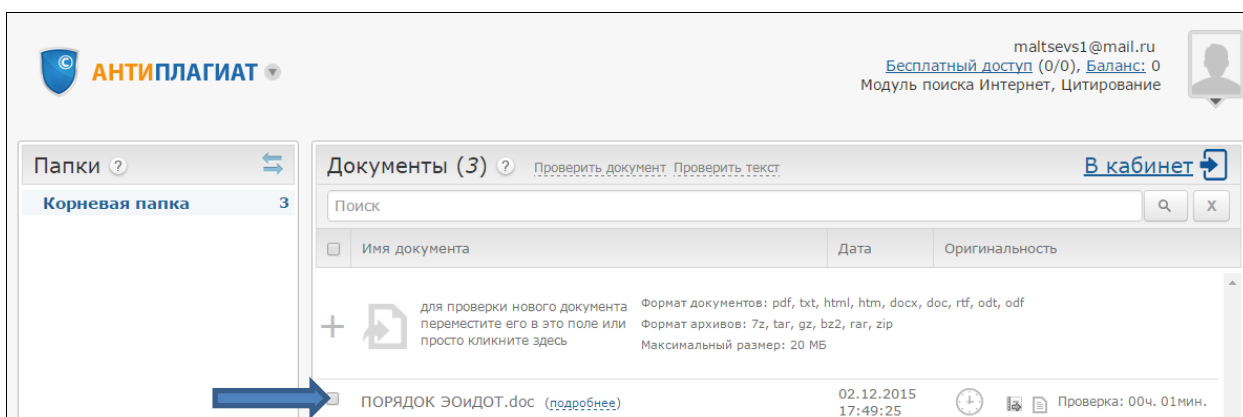 maltsevs1@mail.ru
© АНТИПЛАГИАТ
Бесплатный доступ (0/0), Баланс: 0
Модуль поиска Интернет, Цитирование
Папки ?
Документы (3) ? Проверить документ Проверить текст В кабинет
Корневая папка 3
Поиск X
Имя документа Дата Оригинальность
для проверки нового документа
переместите его в это поле или
просто кликните здесь
Формат документов: pdf, txt, html, htm, docx, doc, rtf, odt, odf
Формат архивов: 7z, tar, gz, bz2, rar, zip
Максимальный размер: 20 МБ
ПОРЯДОК ЭОиДОТ.doc (подробнее)
02.12.2015
17:49:25
Проверка: 00ч. 01мин.